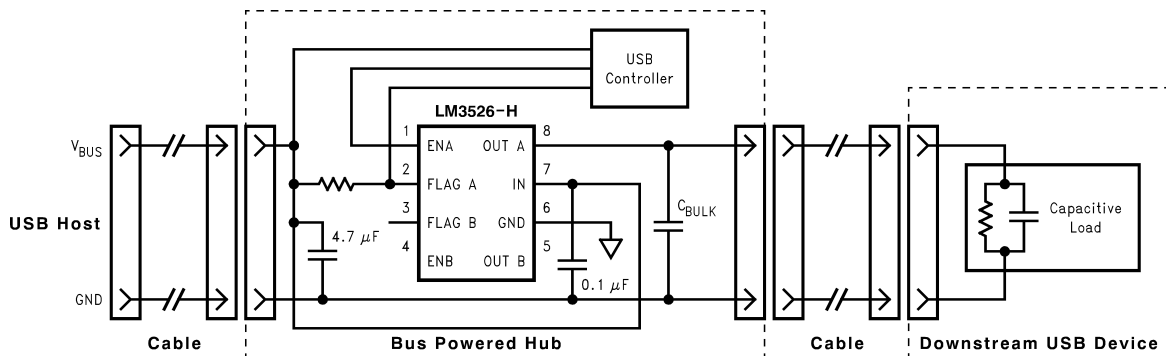 USB
Controller
LM3526-H
1
ENA
OUT A
8
2
FLAG A
IN
7
3
FLAG B
GND
6
4
ENB
OUT B
5
VBUS
USB Host
GND
4.7 µF
0.1 µF
CBULK
Capacitive
Load
Cable
Bus Powered Hub
Cable
Downstream USB Device